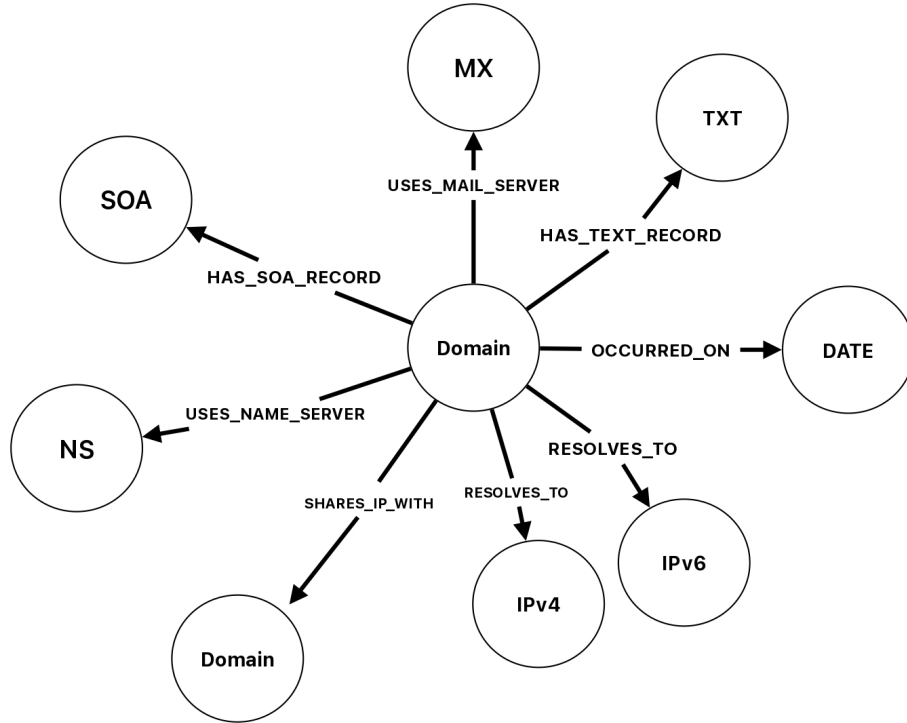 MX
TXT
USES_MAIL_SERVER
SOA
HAS_TEXT_RECORD
HAS_SOA_RECORD
Domain
OCCURRED_ON
DATE
USES_NAME_SERVER
NS
RESOLVES_TO
SHARES_IP_WITH
RESOLVES_TO
IPv6
IPv4
Domain